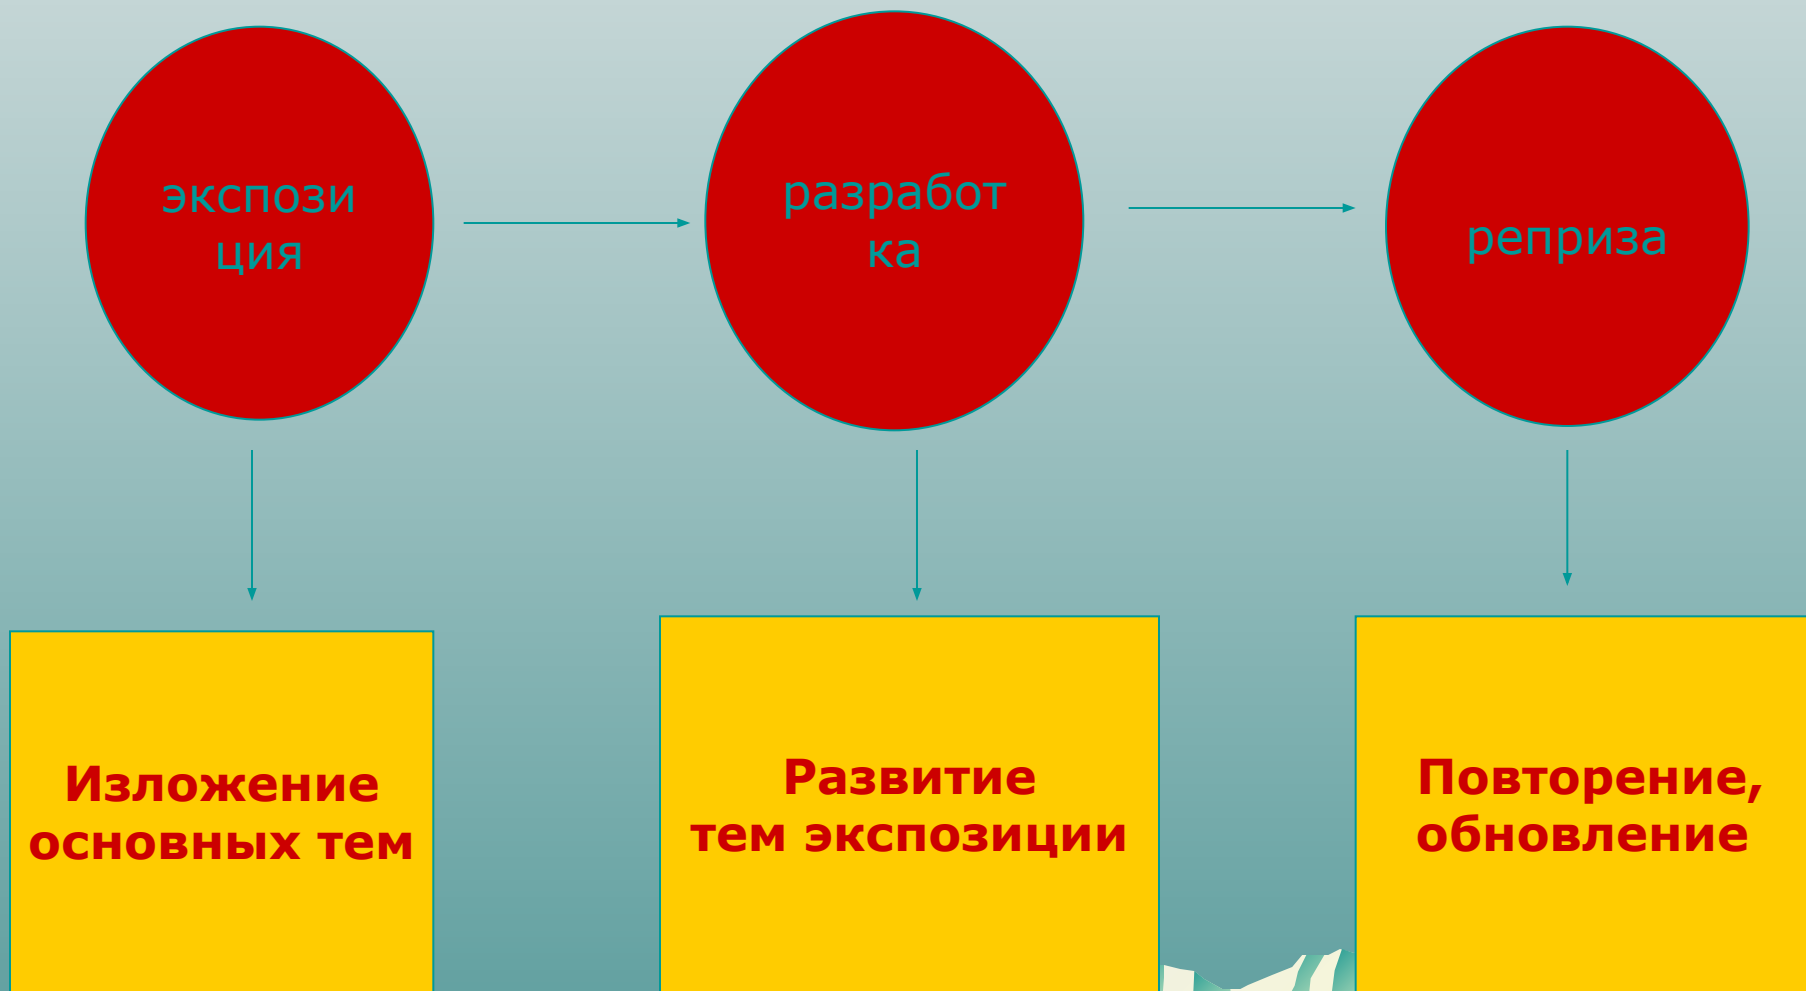 экспози
ция
разработ
ка
реприза
Изложение
основных тем
Развитие
тем экспозиции
Повторение,
обновление